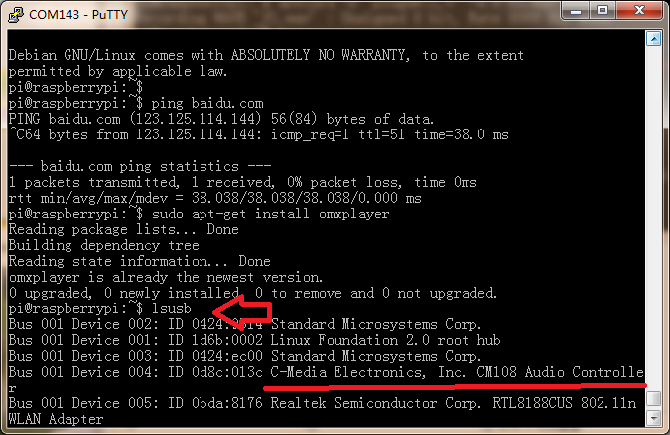 COM143 - PuTTY
Debian GNU/Linux comes with ABSOLUTELY NO WARRANTY, to the extent
permitted by applicable law.
pi@raspberrypi:~$
pi@raspberrypi:~$ ping baidu.com
PING baidu.com (123.125.114.144) 56(84) bytes of data.
^C64 bytes from 123.125.114.144: icmp_req=1 ttl=51 time=38.0 ms
--- baidu.com ping statistics ---
1 packets transmitted, 1 received, 0% packet loss, time 0ms
rtt min/avg/max/mdev = 38.038/38.038/38.038/0.000 ms
pi@raspberrypi:~$ sudo apt-get install omxplayer
Reading package lists... Done
Building dependency tree
Reading state information... Done
omxplayer is already the newest version.
0 upgraded, 0 newly installed, 0 to remove and 0 not upgraded.
pi@raspberrypi:~$ lsusb
Bus 001 Device 002: ID Standard Microsystems Corp.
Bus 001 Device 001: ID 1d6b:0002 Linux Foundation 2.0 root hub
Bus 001 Device 003: ID 0424:ec00 Standard Microsystems Corp.
Bus 001 Device 004: ID 0d8c:013c C-Media Electronics, Inc. CM108 Audio Controlle
r
Bus 001 Device 005: ID 0bda:8176 Realtek Semiconductor Corp. RTL8188CUS 802.11n
WLAN Adapter